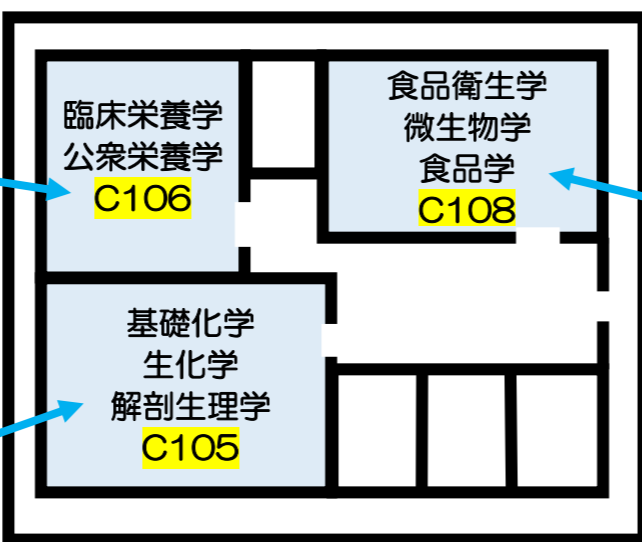 臨床栄養学
公衆栄養学
C106
食品衛生学
微生物学
食品学
C108
基礎化学
生化学
解剖生理学
C105